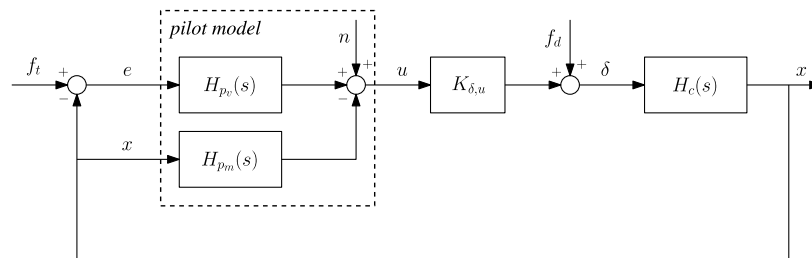 pilot model
n
+
f_t
+
−
e
H_{p_v}(s)
+
−
u
K_{δ,u}
f_d
+
+
δ
H_c(s)
x
x
H_{p_m}(s)